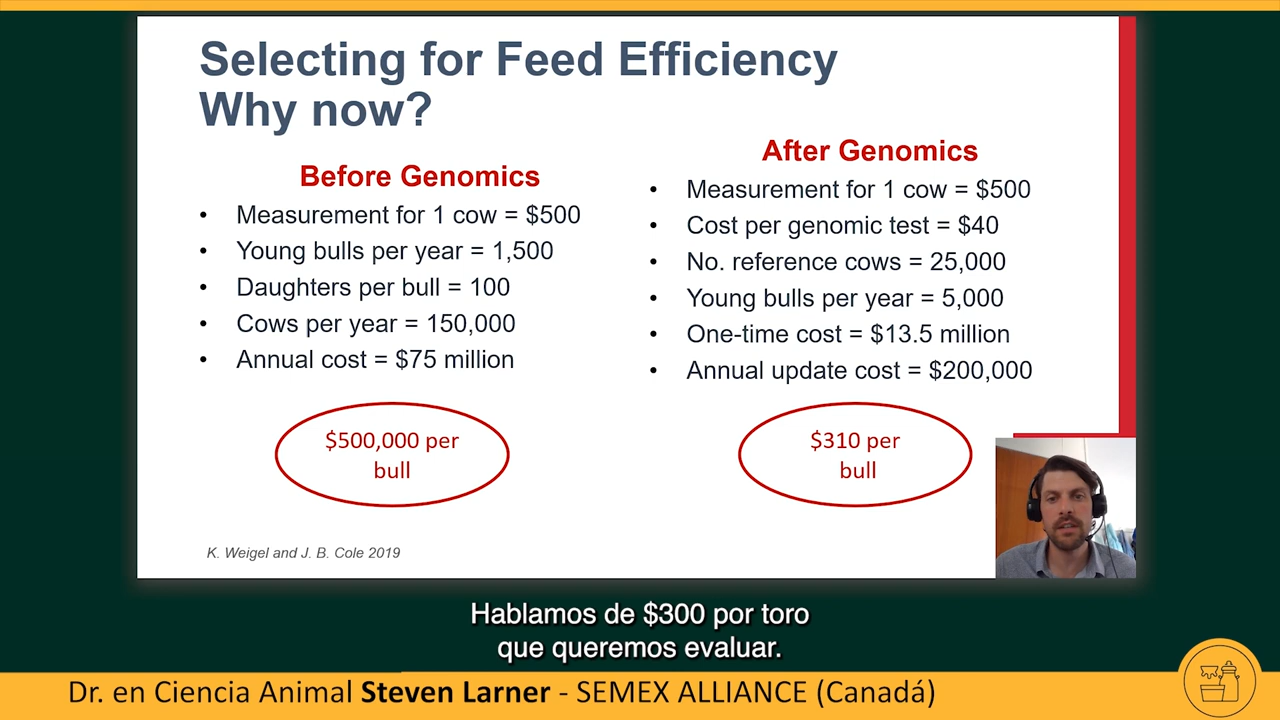 Selecting for Feed Efficiency
Why now?
Before Genomics
• Measurement for 1 cow = $500
• Young bulls per year = 1,500
• Daughters per bull = 100
• Cows per year = 150,000
• Annual cost = $75 million
$500,000 per
bull
After Genomics
• Measurement for 1 cow = $500
• Cost per genomic test = $40
• No. reference cows = 25,000
• Young bulls per year = 5,000
• One-time cost = $13.5 million
• Annual update cost = $200,000
$310 per
bull
K. Weigel and J. B. Cole 2019
Hablamos de $300 por toro
que queremos evaluar.
Dr. en Ciencia Animal Steven Larner - SEMEX ALLIANCE (Canadá)